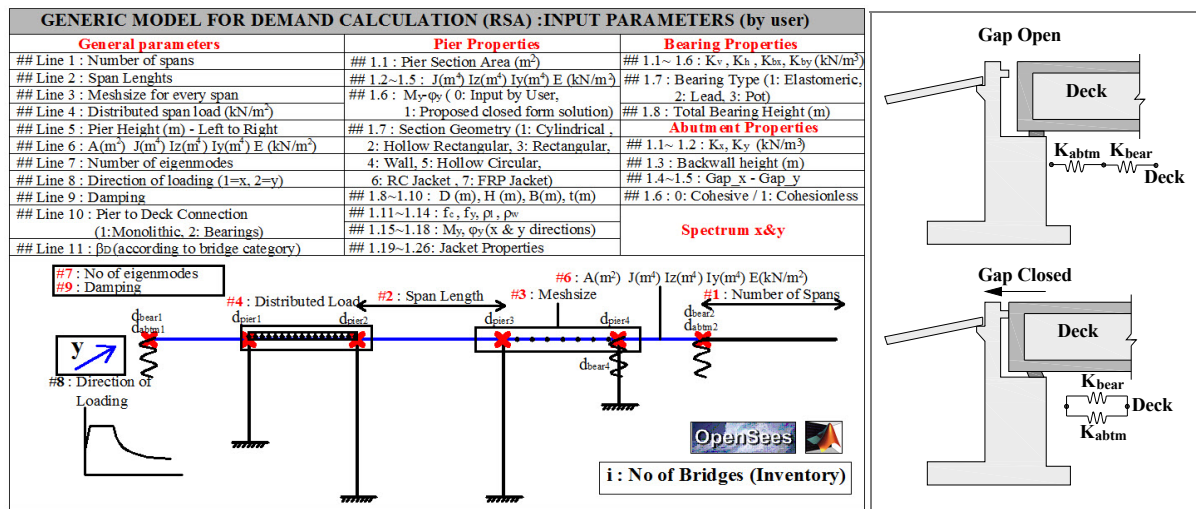 GENERIC MODEL FOR DEMAND CALCULATION (RSA) :INPUT PARAMETERS (by user)
General parameters
## Line 1 : Number of spans
## Line 2 : Span Lenghts
## Line 3 : Meshsize for every span
## Line 4 : Distributed span load (kN/m²)
## Line 5 : Pier Height (m) - Left to Right
## Line 6 : A(m²) J(m⁴) Iz(m⁴) Iy(m⁴) E (kN/m²)
## Line 7 : Number of eigenmodes
## Line 8 : Direction of loading (1=x, 2=y)
## Line 9 : Damping
## Line 10 : Pier to Deck Connection
(1:Monolithic, 2: Bearings)
## Line 11 : βD(according to bridge category)
Pier Properties
## 1.1: Pier Section Area (m²)
## 1.2~1.5 : J(m⁴) Iz(m⁴) Iy(m⁴) E (kN/m²)
## 1.6 : My-φy ( 0: Input by User,
1: Proposed closed form solution)
## 1.7: Section Geometry (1: Cylindrical ,
2: Hollow Rectangular, 3: Rectangular,
4: Wall, 5: Hollow Circular,
6: RC Jacket , 7: FRP Jacket)
## 1.8~1.10 : D (m), H (m), B(m), t(m)
## 1.11~1.14 : fc , fy, ρl , ρw
## 1.15~1.18 : My, φy(x & y directions)
## 1.19~1.26: Jacket Properties
Bearing Properties
## 1.1~ 1.6 : Kv , Kh , Kbx, Kby (kN/m³)
## 1.7 : Bearing Type (1: Elastomeric,
2: Lead, 3: Pot)
## 1.8 : Total Bearing Height (m)
Abutment Properties
## 1.1~ 1.2 : Kx, Ky (kN/m³)
## 1.3 : Backwall height (m)
## 1.4~1.5 : Gap_x - Gap_y
## 1.6 : 0: Cohesive / 1: Cohesionless
Spectrum x&y
#7 : No of eigenmodes
#9 : Damping
#6 : A(m²) J(m⁴) Iz(m⁴) Iy(m⁴) E(kN/m²)
#4 : Distributed Load
#2 : Span Length
#3 : Meshsize
#1 : Number of Spans
dbear1
dabtm1
dpier1
dpier2
dpier3
dpier4
dbear2
dabtm2
dbear4
y
#8 : Direction of
Loading
OpenSees
i : No of Bridges (Inventory)
Gap Open
Deck
Kabtm
Kbear
Deck
Gap Closed
Deck
Kbear
Deck
Kabtm